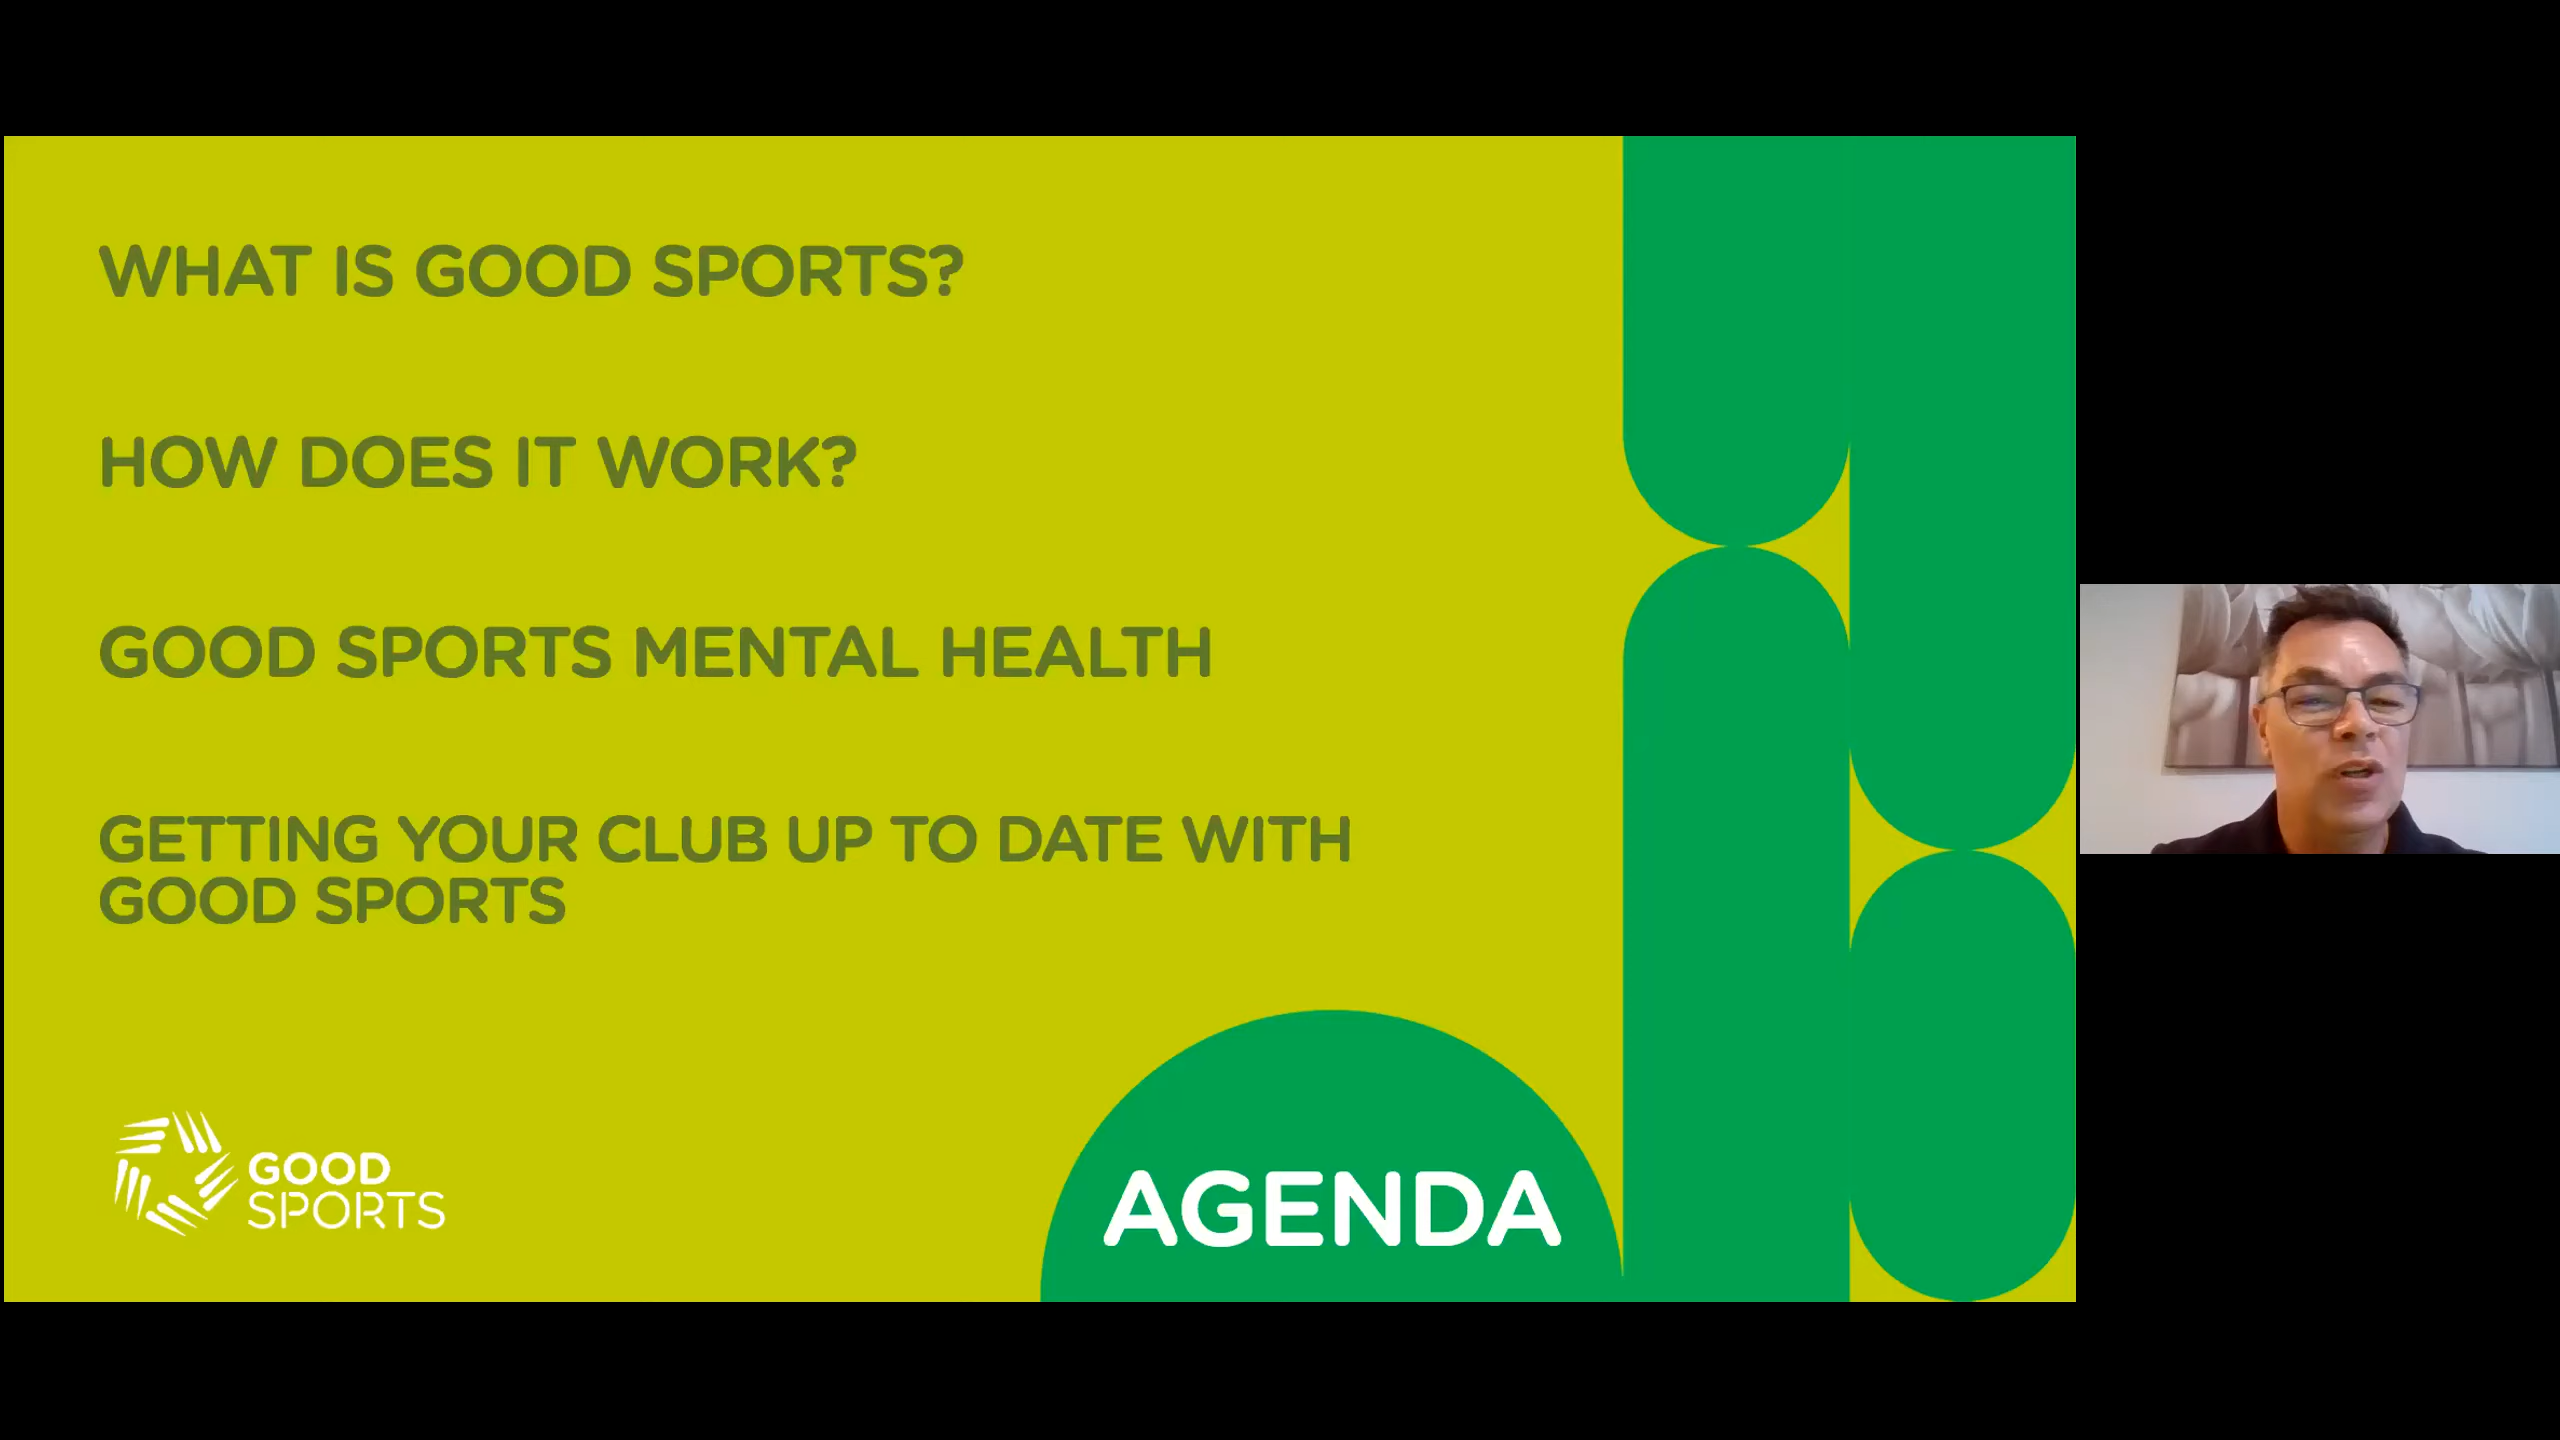 WHAT IS GOOD SPORTS?
HOW DOES IT WORK?
GOOD SPORTS MENTAL HEALTH
GETTING YOUR CLUB UP TO DATE WITH
GOOD SPORTS
GOOD
SPORTS
AGENDA